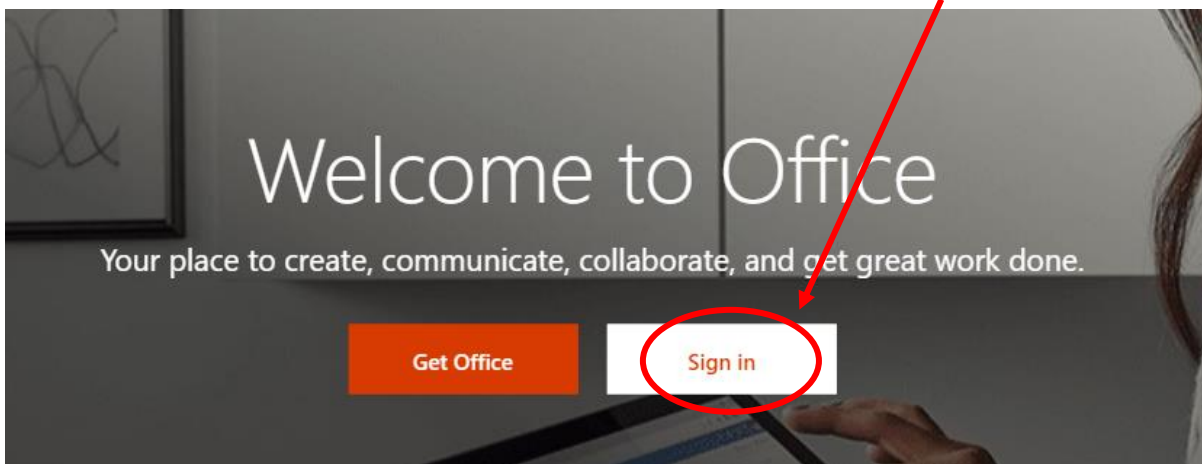 Welcome to Office
Your place to create, communicate, collaborate, and get great work done.
Get Office
Sign in